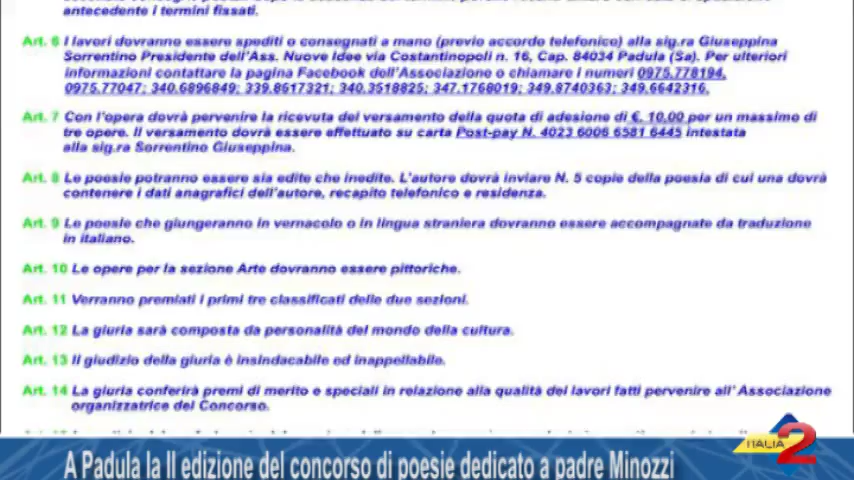 antecedente i termini fissati.
Art. 6 I lavori dovranno essere spediti o consegnati a mano (previo accordo telefonico) alla sig.ra Giuseppina
Sorrentino Presidente dell'Ass. Nuove Idee via Costantinopoli n. 16, Cap. 84034 Padula (Sa). Per ulteriori
informazioni contattare la pagina Facebook dell'Associazione o chiamare i numeri 0975.778194,
0975.77047; 340.6896849; 339.8617321; 340.3518825; 347.1768019; 349.8740363; 349.6642316.
Art. 7 Con l'opera dovrà pervenire la ricevuta del versamento della quota di adesione di €. 10,00 per un massimo di
tre opere. Il versamento dovrà essere effettuato su carta Post-pay N. 4023 6006 6581 6445 intestata
alla sig.ra Sorrentino Giuseppina.
Art. 8 Le poesie potranno essere sia edite che inedite. L'autore dovrà inviare N. 5 copie della poesia di cui una dovrà
contenere i dati anagrafici dell'autore, recapito telefonico e residenza.
Art. 9 Le poesie che giungeranno in vernacolo o in lingua straniera dovranno essere accompagnate da traduzione
in italiano.
Art. 10 Le opere per la sezione Arte dovranno essere pittoriche.
Art. 11 Verranno premiati i primi tre classificati delle due sezioni.
Art. 12 La giuria sarà composta da personalità del mondo della cultura.
Art. 13 Il giudizio della giuria è insindacabile ed inappellabile.
Art. 14 La giuria conferirà premi di merito e speciali in relazione alla qualità dei lavori fatti pervenire all'Associazione
organizzatrice del Concorso.
ITALIA 2
A Padula la II edizione del concorso di poesie dedicato a padre Minozzi